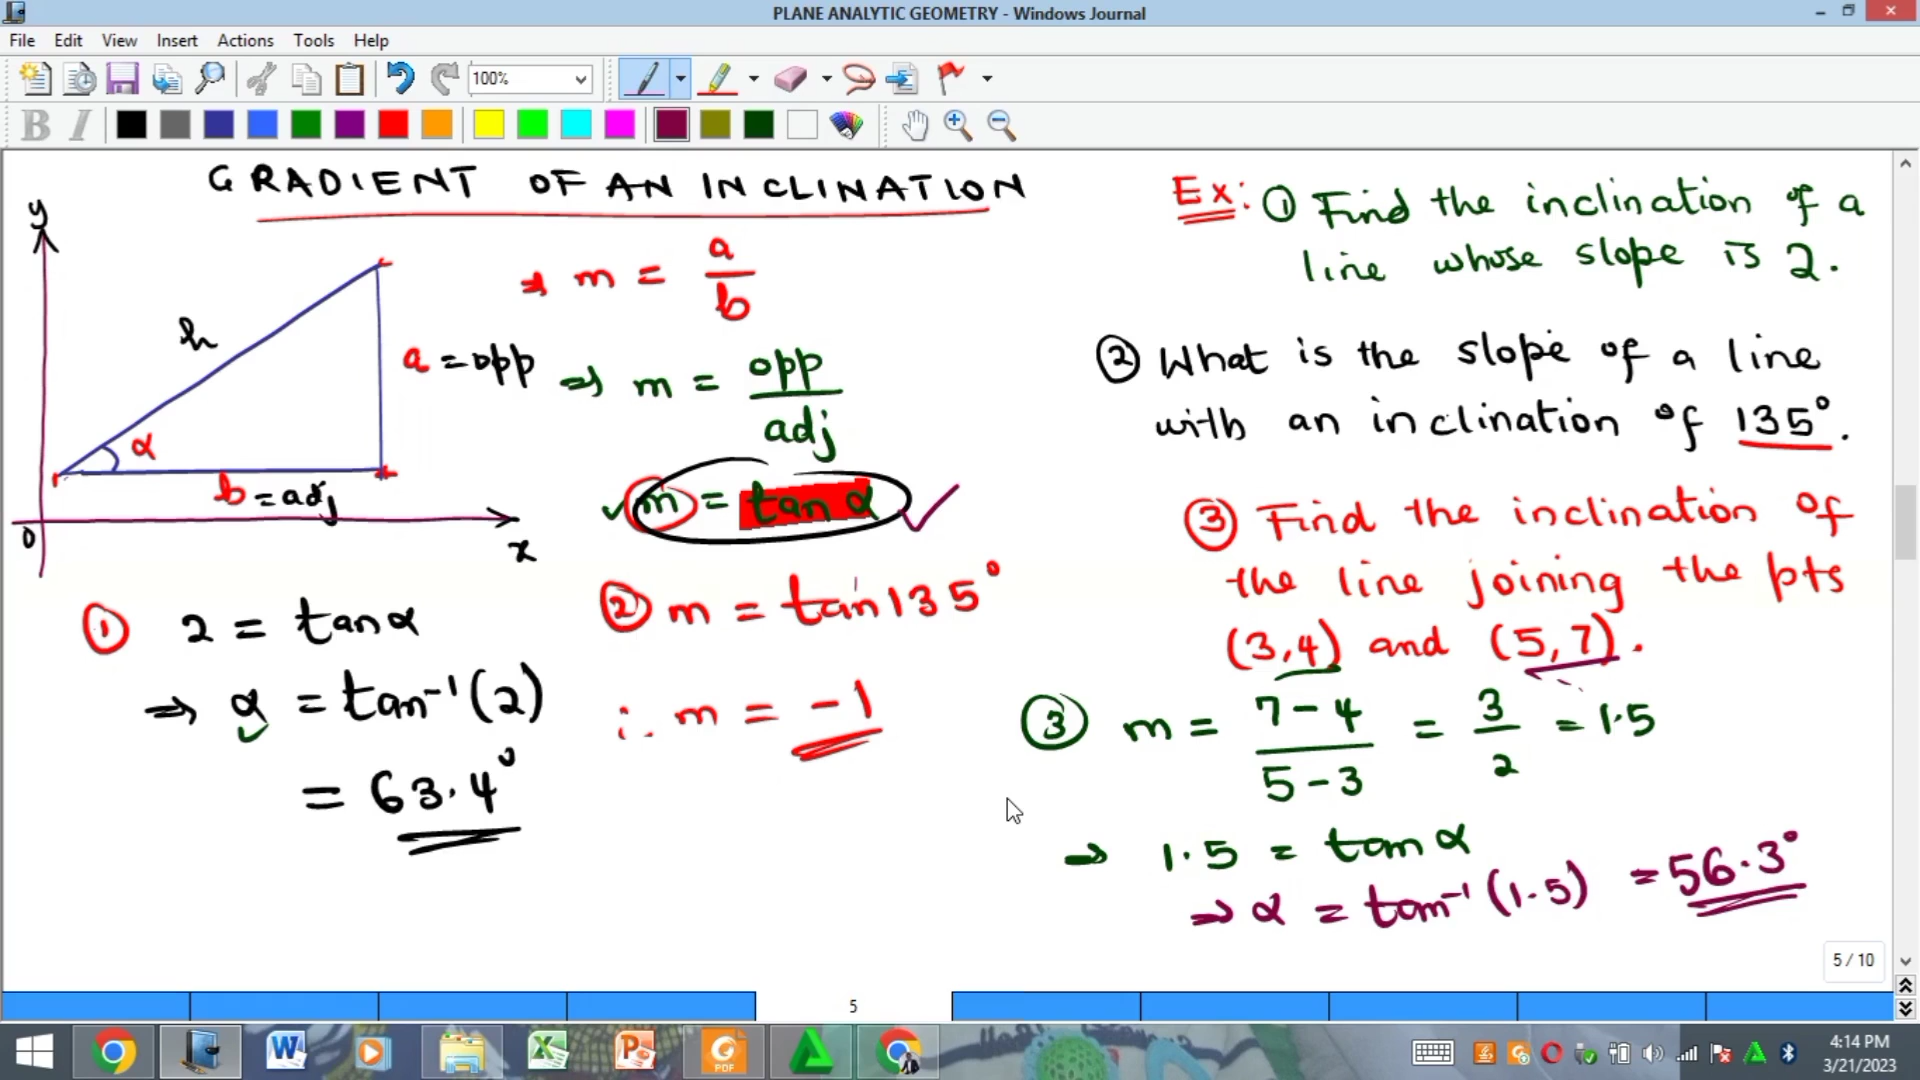 PLANE ANALYTIC GEOMETRY - Windows Journal
File Edit View Insert Actions Tools Help
100%
B I
GRADIENT OF AN INCLINATION
y
h
α
a = opp
b = adj
0
x
⇒ m = a/b
⇒ m = opp/adj
m = tan α
① 2 = tan α
⇒ α = tan⁻¹(2)
= 63.4°
② m = tan 135°
∴ m = -1
Ex: ① Find the inclination of a
line whose slope is 2.
② What is the slope of a line
with an inclination of 135°.
③ Find the inclination of
the line joining the pts
(3,4) and (5,7).
③ m = 7-4/5-3 = 3/2 = 1.5
⇒ 1.5 = tan α
⇒ α = tan⁻¹(1.5) = 56.3°
5 / 10
5
PDF
4:14 PM
3/21/2023